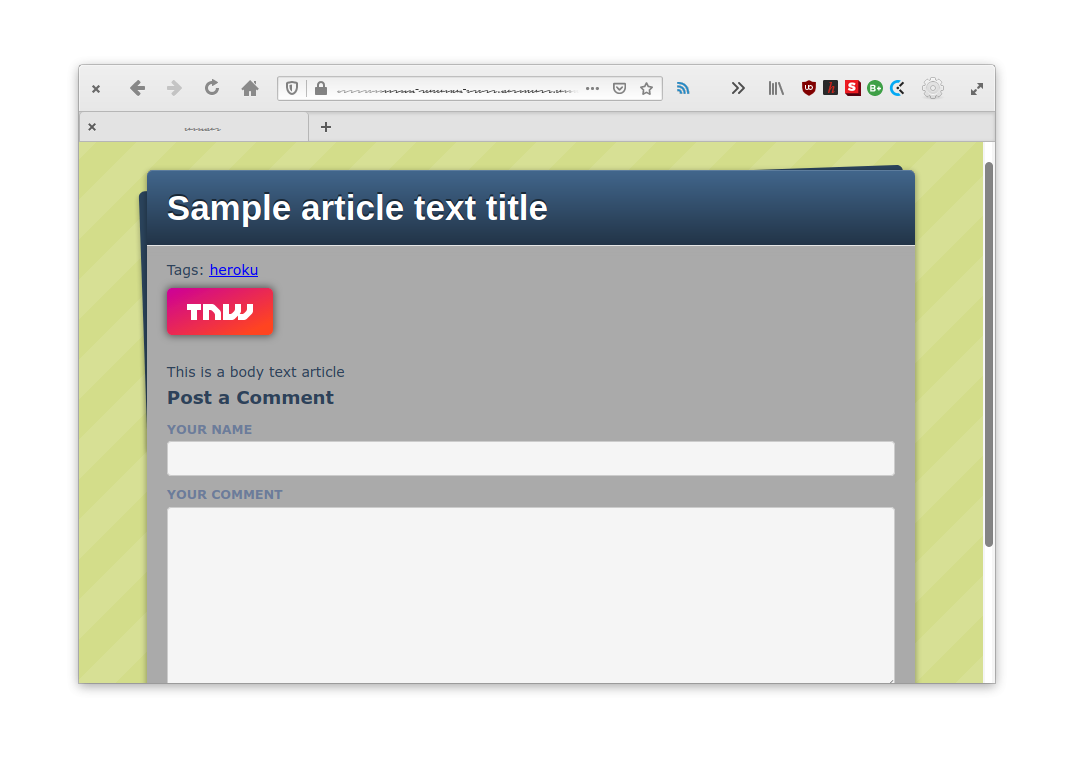 Sample article text title
Tags: heroku
TNW
This is a body text article
Post a Comment
YOUR NAME
YOUR COMMENT